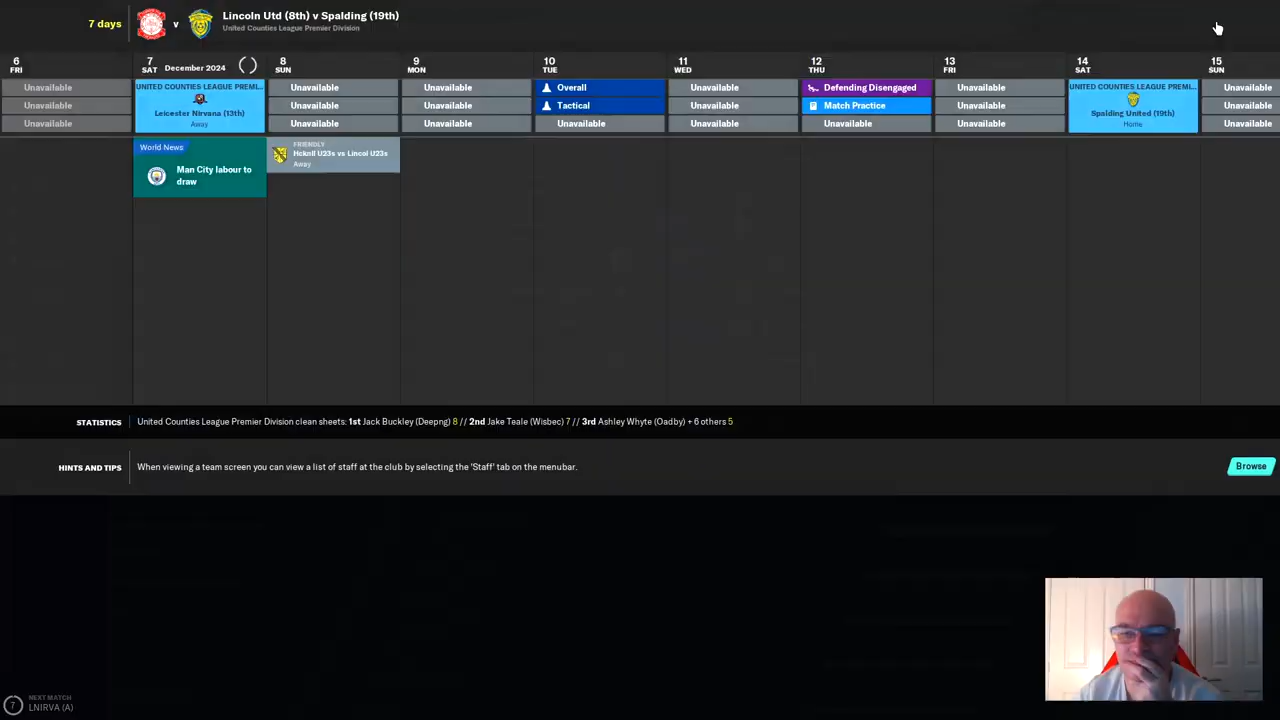 7 days
v
Lincoln Utd (8th) v Spalding (19th)
United Counties League Premier Division
6
FRI
7
SAT December 2024
8
SUN
9
MON
10
TUE
11
WED
12
THU
13
FRI
14
SAT
15
SUN
Unavailable
Unavailable
Unavailable
UNITED COUNTIES LEAGUE PREMI...
Leicester Nirvana (13th)
Away
Unavailable
Unavailable
Unavailable
Unavailable
Unavailable
Unavailable
Overall
Tactical
Unavailable
Unavailable
Unavailable
Unavailable
Defending Disengaged
Match Practice
Unavailable
Unavailable
Unavailable
Unavailable
UNITED COUNTIES LEAGUE PREMI...
Spalding United (19th)
Home
Unavailable
Unavailable
Unavailable
World News
Man City labour to
draw
FRIENDLY
Hcknll U23s vs Lincol U23s
Away
STATISTICS
United Counties League Premier Division clean sheets: 1st Jack Buckley (Deepng) 8 // 2nd Jake Teale (Wisbec) 7 // 3rd Ashley Whyte (Oadby) + 6 others 5
HINTS AND TIPS
When viewing a team screen you can view a list of staff at the club by selecting the 'Staff' tab on the menubar.
Browse
7
NEXT MATCH
LNIRVA (A)